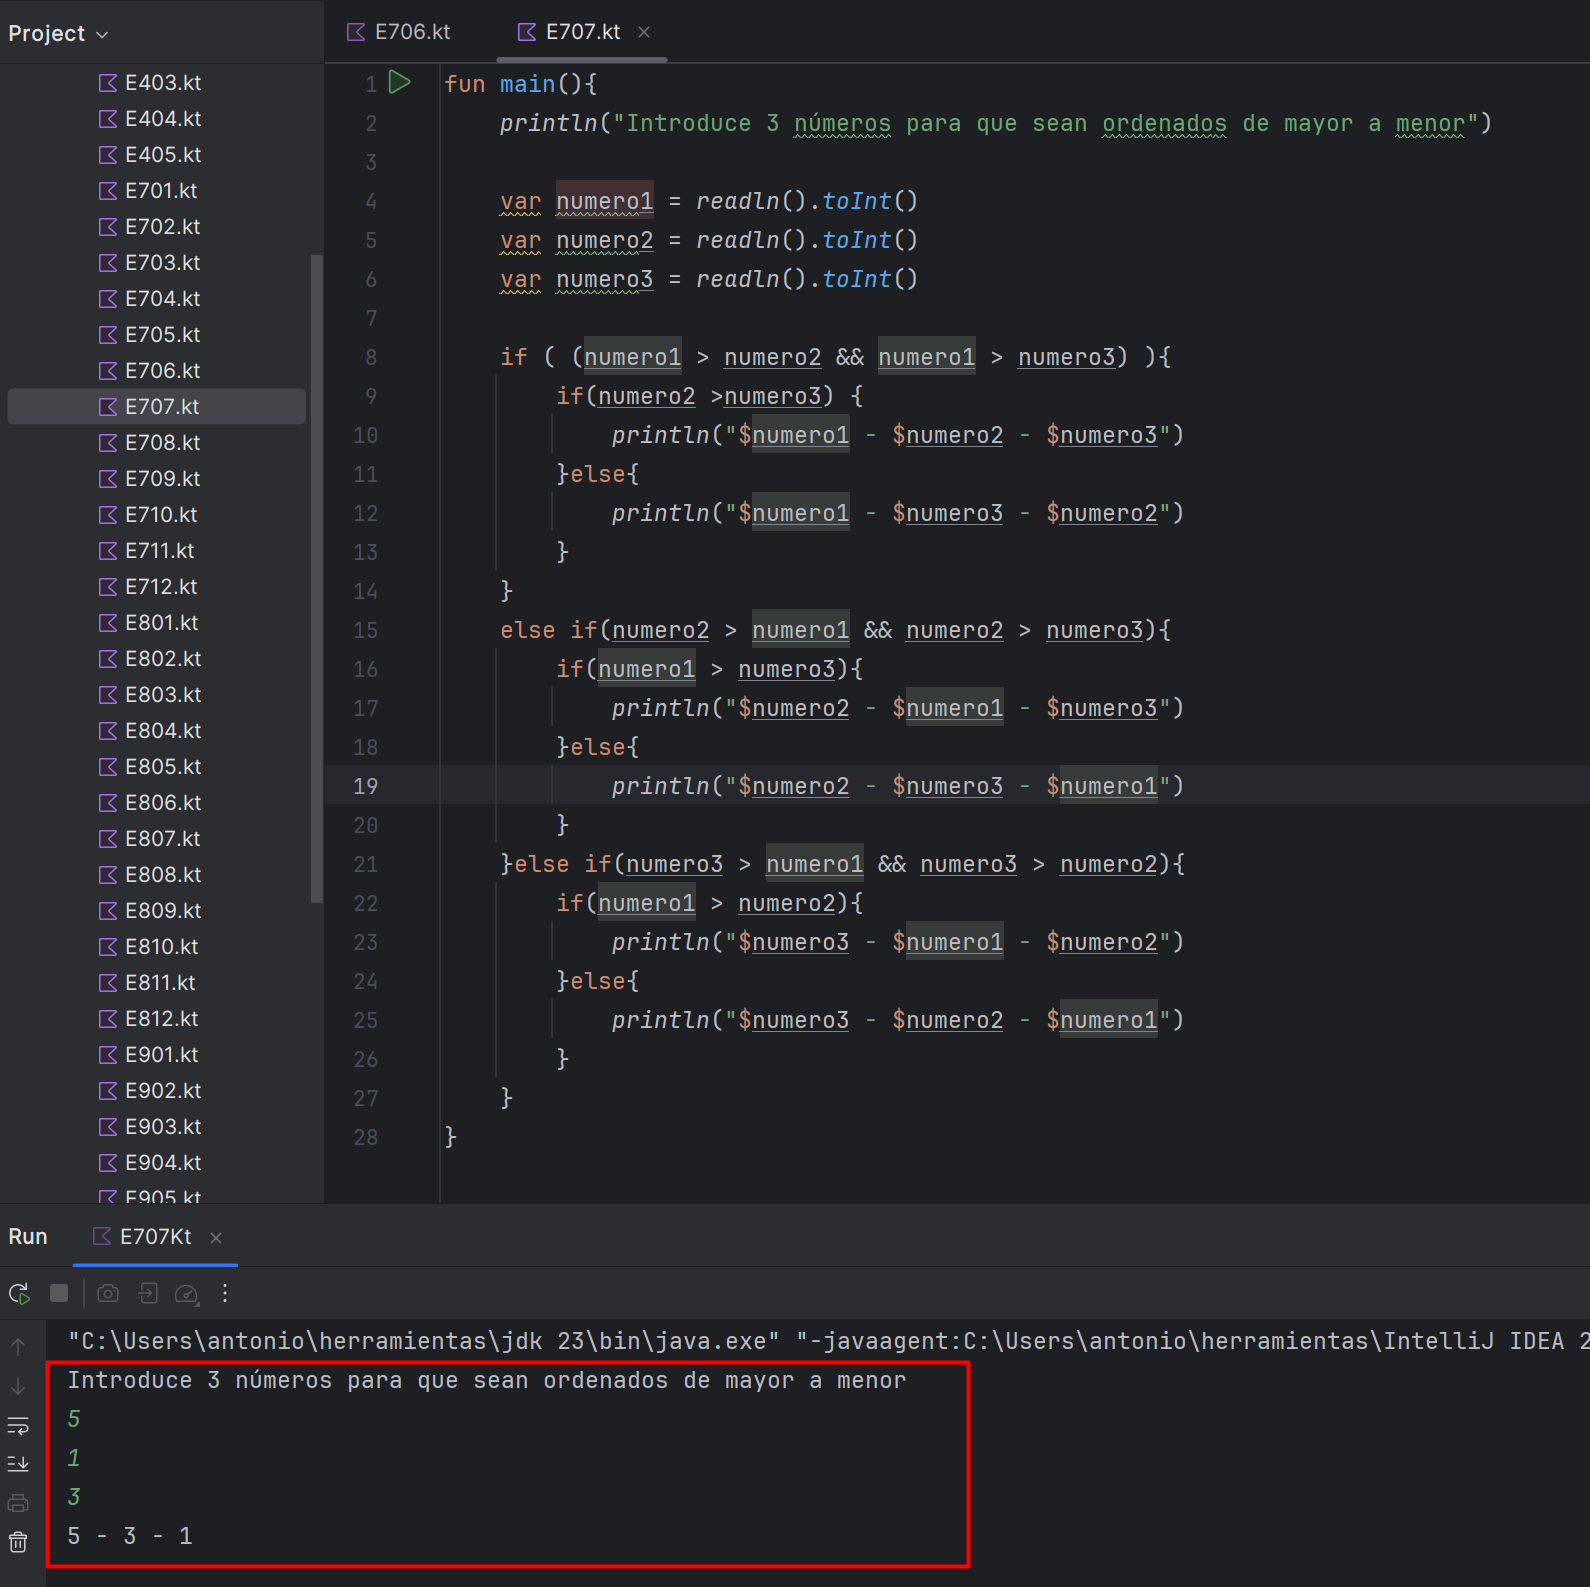 Project
E706.kt
E707.kt
E403.kt
E404.kt
E405.kt
E701.kt
E702.kt
E703.kt
E704.kt
E705.kt
E706.kt
E707.kt
E708.kt
E709.kt
E710.kt
E711.kt
E712.kt
E801.kt
E802.kt
E803.kt
E804.kt
E805.kt
E806.kt
E807.kt
E808.kt
E809.kt
E810.kt
E811.kt
E812.kt
E901.kt
E902.kt
E903.kt
E904.kt
E905.kt
1 fun main(){
2 println("Introduce 3 números para que sean ordenados de mayor a menor")
3
4 var numero1 = readln().toInt()
5 var numero2 = readln().toInt()
6 var numero3 = readln().toInt()
7
8 if ( (numero1 > numero2 && numero1 > numero3) ){
9 if(numero2 >numero3) {
10 println("$numero1 - $numero2 - $numero3")
11 }else{
12 println("$numero1 - $numero3 - $numero2")
13 }
14 }
15 else if(numero2 > numero1 && numero2 > numero3){
16 if(numero1 > numero3){
17 println("$numero2 - $numero1 - $numero3")
18 }else{
19 println("$numero2 - $numero3 - $numero1")
20 }
21 }else if(numero3 > numero1 && numero3 > numero2){
22 if(numero1 > numero2){
23 println("$numero3 - $numero1 - $numero2")
24 }else{
25 println("$numero3 - $numero2 - $numero1")
26 }
27 }
28 }
Run
E707Kt
"C:\Users\antonio\herramientas\jdk 23\bin\java.exe" "-javaagent:C:\Users\antonio\herramientas\IntelliJ IDEA 2
Introduce 3 números para que sean ordenados de mayor a menor
5
1
3
5 - 3 - 1